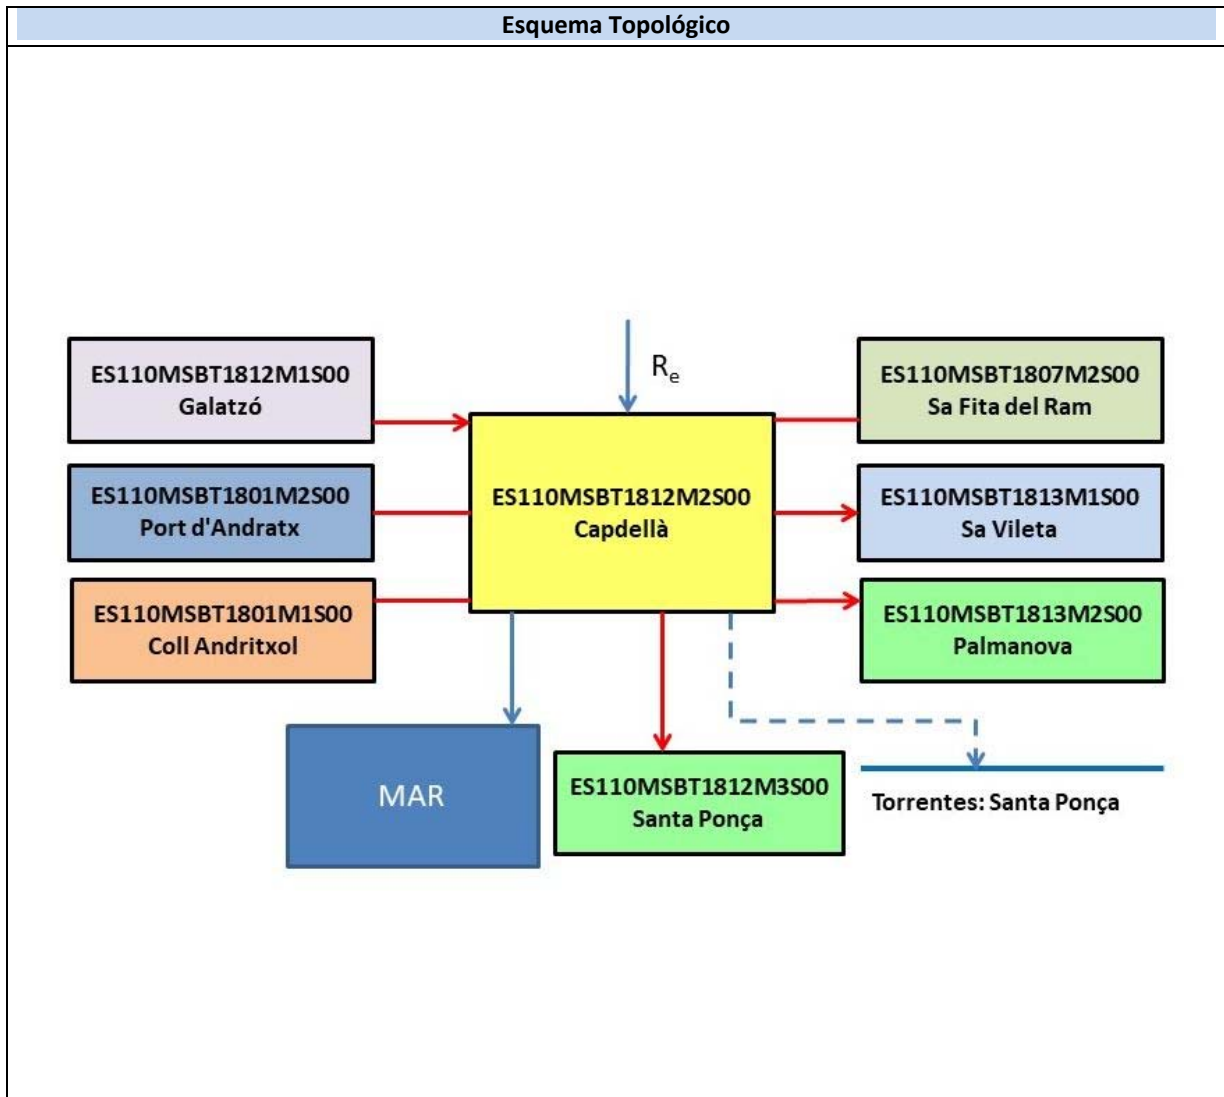 Esquema Topológico
R_e
ES110MSBT1812M1S00
Galatzó
ES110MSBT1807M2S00
Sa Fita del Ram
ES110MSBT1801M2S00
Port d'Andratx
ES110MSBT1812M2S00
Capdellà
ES110MSBT1813M1S00
Sa Vileta
ES110MSBT1801M1S00
Coll Andritxol
ES110MSBT1813M2S00
Palmanova
MAR
ES110MSBT1812M3S00
Santa Ponça
Torrentes: Santa Ponça